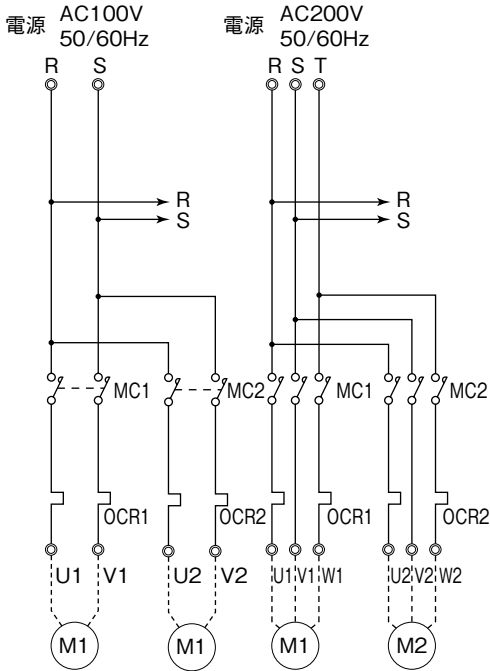 電源 AC100V
50/60Hz
R S
R
S
MC1 MC2
OCR1 OCR2
U1 V1 U2 V2
M1 M1
電源 AC200V
50/60Hz
R S T
R
S
MC1 MC2
OCR1 OCR2
U1 V1 W1 U2 V2 W2
M1 M2